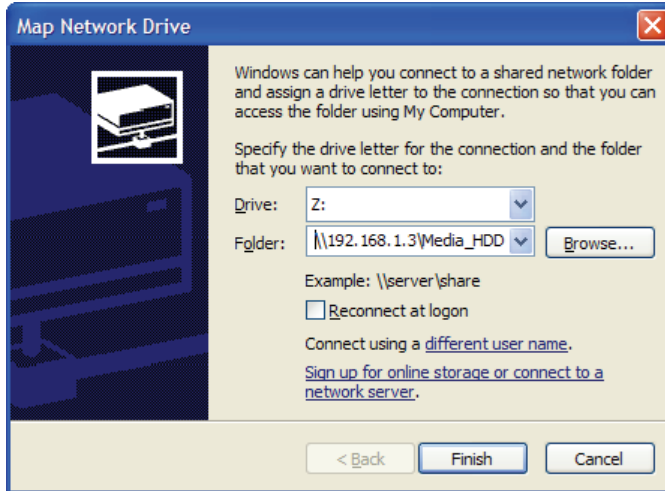 Map Network Drive
Windows can help you connect to a shared network folder
and assign a drive letter to the connection so that you can
access the folder using My Computer.
Specify the drive letter for the connection and the folder
that you want to connect to:
Drive: Z:
Folder: \\192.168.1.3\Media_HDD Browse...
Example: \\server\share
Reconnect at logon
Connect using a different user name.
Sign up for online storage or connect to a
network server.
< Back Finish Cancel